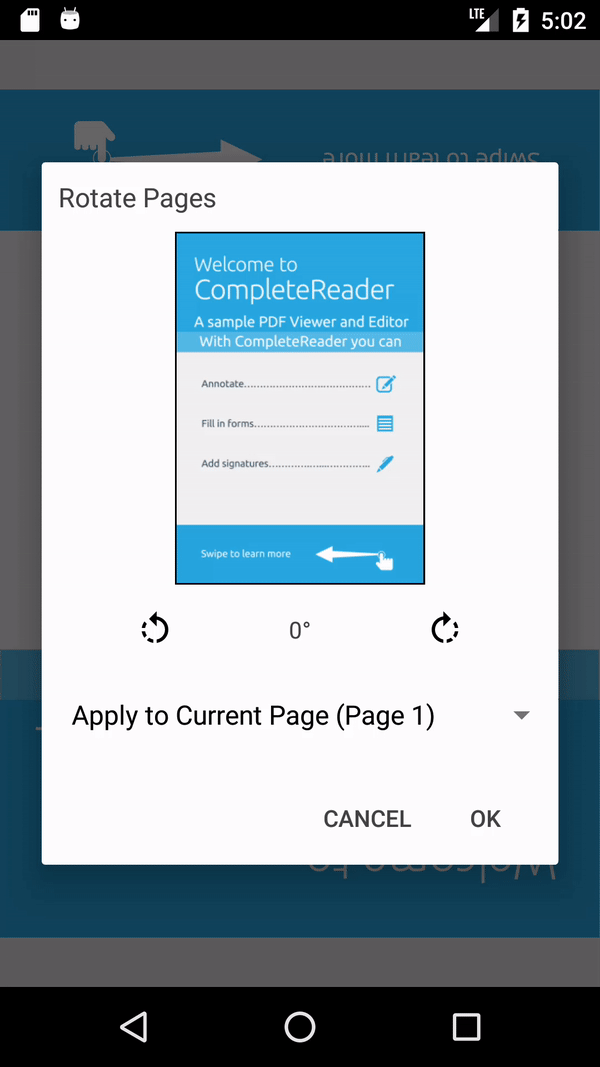 LTE
5:02
Swipe to learn more
Rotate Pages
Welcome to
CompleteReader
A sample PDF Viewer and Editor
With CompleteReader you can
Annotate........................................
Fill in forms.....................................
Add signatures................................
Swipe to learn more
0°
Apply to Current Page (Page 1)
CANCEL
OK
Welcome to